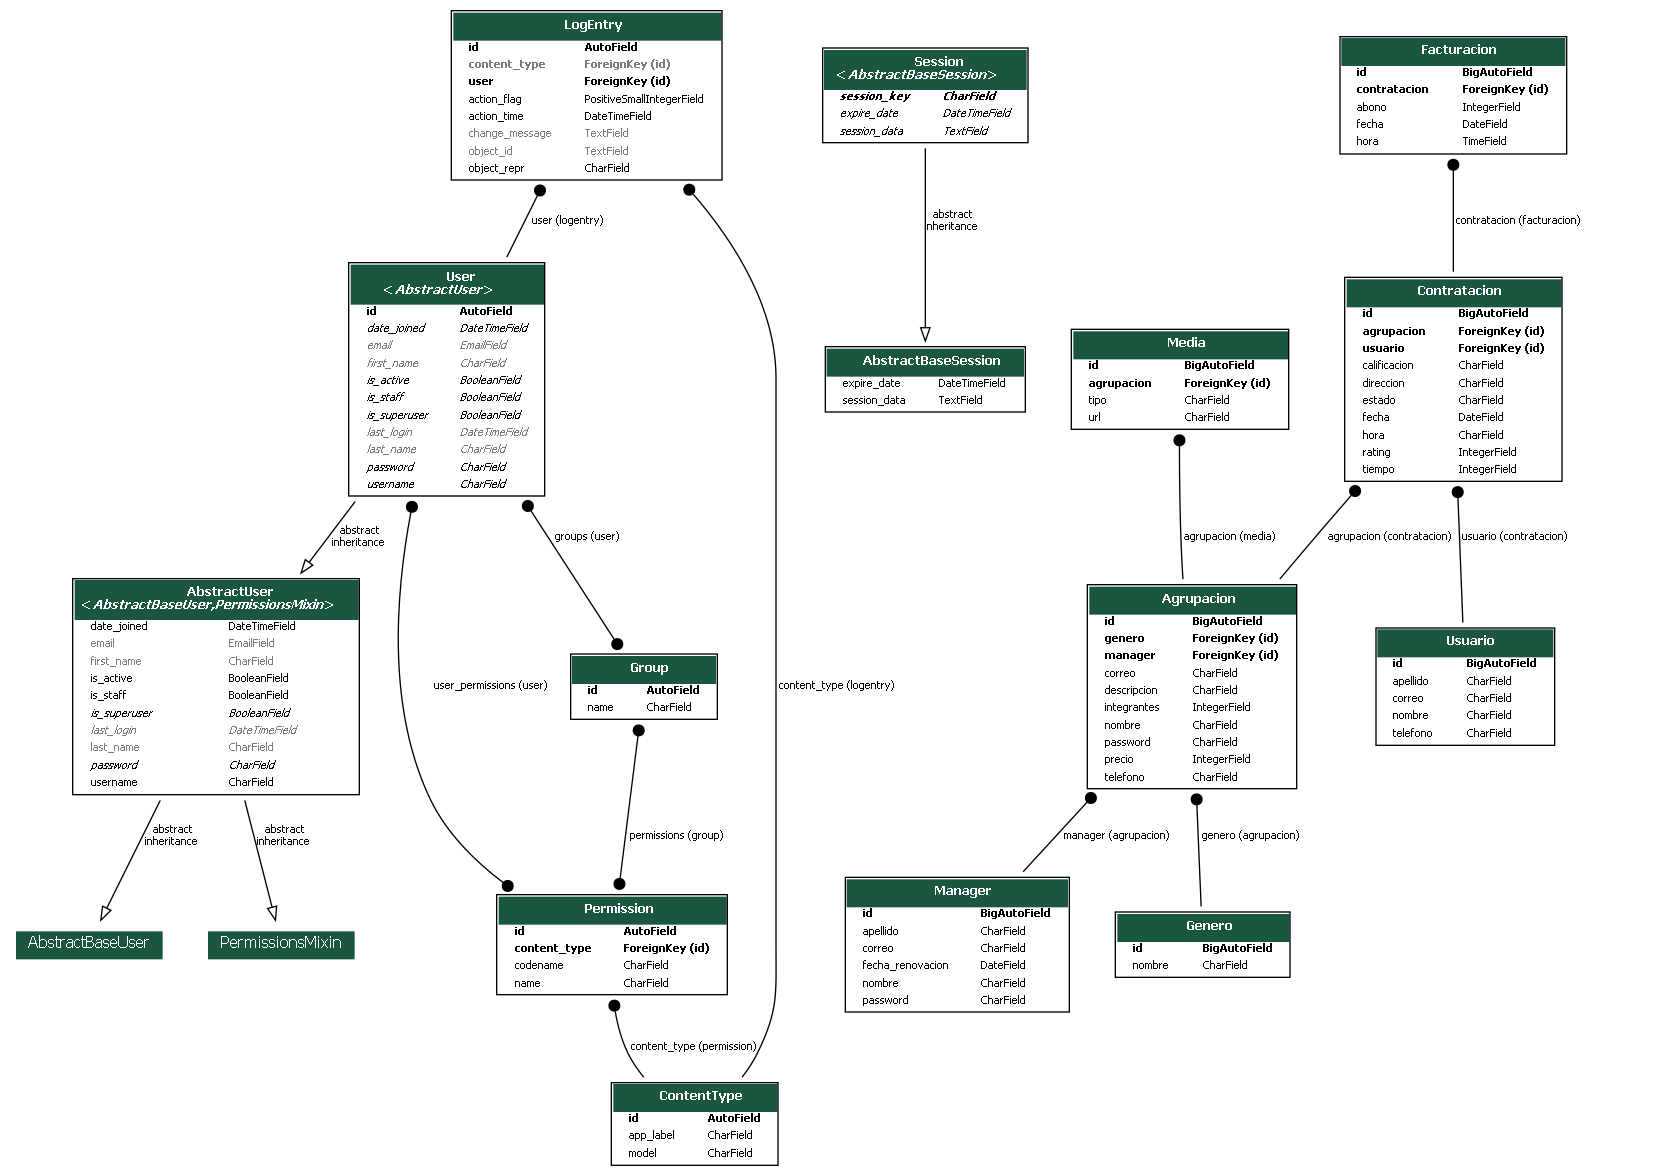 LogEntry
id AutoField
content_type ForeignKey (id)
user ForeignKey (id)
action_flag PositiveSmallIntegerField
action_time DateTimeField
change_message TextField
object_id TextField
object_repr CharField
Session
<AbstractBaseSession>
session_key CharField
expire_date DateTimeField
session_data TextField
Facturacion
id BigAutoField
contratacion ForeignKey (id)
abono IntegerField
fecha DateField
hora TimeField
user (logentry)
abstract
inheritance
contratacion (facturacion)
User
<AbstractUser>
id AutoField
date_joined DateTimeField
email EmailField
first_name CharField
is_active BooleanField
is_staff BooleanField
is_superuser BooleanField
last_login DateTimeField
last_name CharField
password CharField
username CharField
AbstractBaseSession
expire_date DateTimeField
session_data TextField
Media
id BigAutoField
agrupacion ForeignKey (id)
tipo CharField
url CharField
Contratacion
id BigAutoField
agrupacion ForeignKey (id)
usuario ForeignKey (id)
calificacion CharField
direccion CharField
estado CharField
fecha DateField
hora CharField
rating IntegerField
tiempo IntegerField
abstract
inheritance
groups (user)
agrupacion (media)
agrupacion (contratacion)
usuario (contratacion)
AbstractUser
<AbstractBaseUser,PermissionsMixin>
date_joined DateTimeField
email EmailField
first_name CharField
is_active BooleanField
is_staff BooleanField
is_superuser BooleanField
last_login DateTimeField
last_name CharField
password CharField
username CharField
user_permissions (user)
Group
id AutoField
name CharField
content_type (logentry)
Agrupacion
id BigAutoField
genero ForeignKey (id)
manager ForeignKey (id)
correo CharField
descripcion CharField
integrantes IntegerField
nombre CharField
password CharField
precio IntegerField
telefono CharField
Usuario
id BigAutoField
apellido CharField
correo CharField
nombre CharField
telefono CharField
abstract
inheritance
abstract
inheritance
permissions (group)
manager (agrupacion)
genero (agrupacion)
AbstractBaseUser
PermissionsMixin
Permission
id AutoField
content_type ForeignKey (id)
codename CharField
name CharField
Manager
id BigAutoField
apellido CharField
correo CharField
fecha_renovacion DateField
nombre CharField
password CharField
Genero
id BigAutoField
nombre CharField
content_type (permission)
ContentType
id AutoField
app_label CharField
model CharField